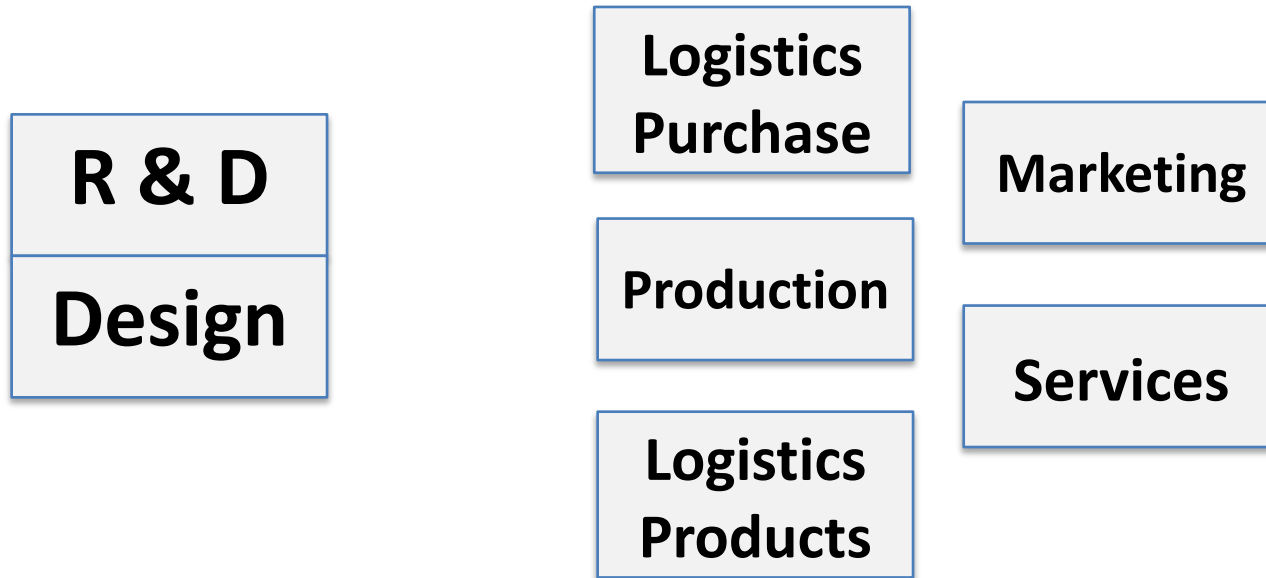 R & D
Design
Logistics
Purchase
Production
Logistics
Products
Marketing
Services